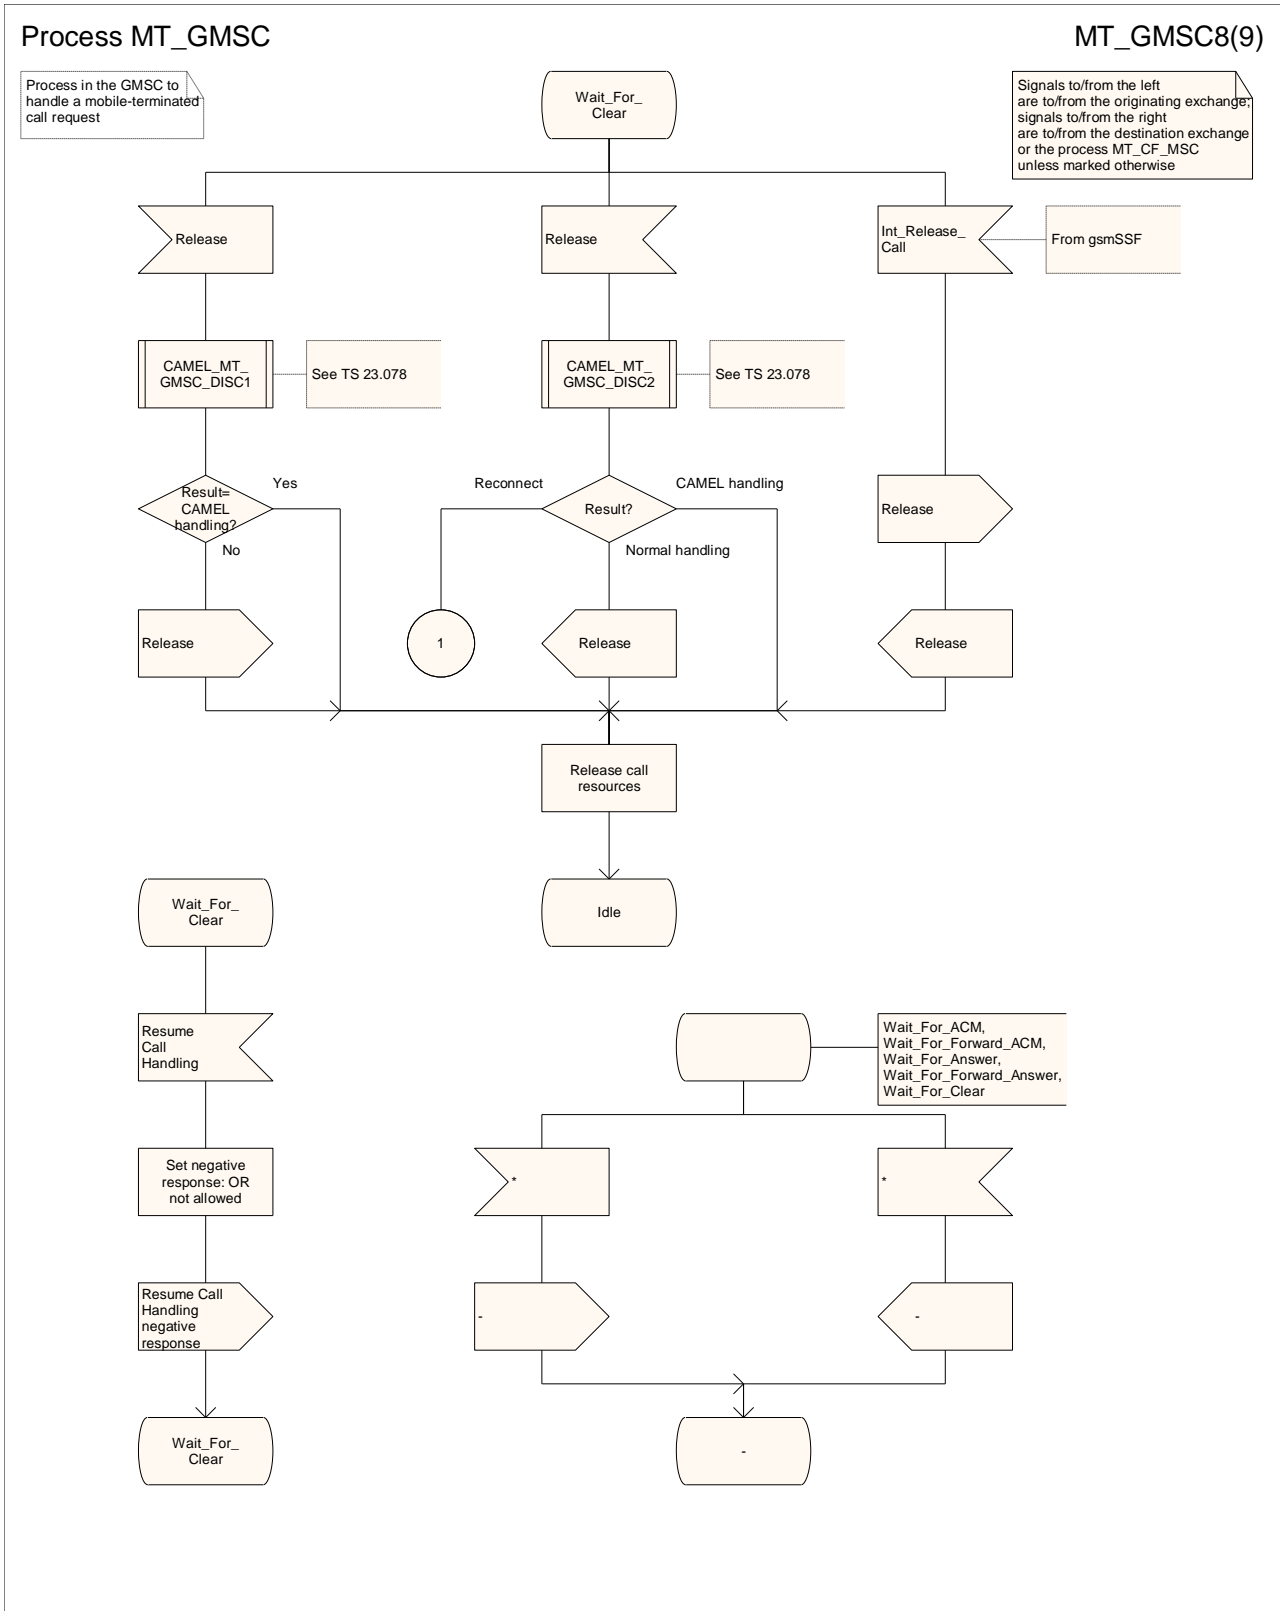 Process MT_GMSC
MT_GMSC8(9)
Process in the GMSC to
handle a mobile-terminated
call request
Wait_For_
Clear
Signals to/from the left
are to/from the originating exchange;
signals to/from the right
are to/from the destination exchange
or the process MT_CF_MSC
unless marked otherwise
Release
Release
Int_Release_
Call
From gsmSSF
CAMEL_MT_
GMSC_DISC1
See TS 23.078
CAMEL_MT_
GMSC_DISC2
See TS 23.078
Result=
CAMEL
handling?
Yes
No
Reconnect
Result?
CAMEL handling
Normal handling
Release
Release
1
Release
Release
Release call
resources
Idle
Wait_For_
Clear
Resume
Call
Handling
Set negative
response: OR
not allowed
Resume Call
Handling
negative
response
Wait_For_
Clear
Wait_For_ACM,
Wait_For_Forward_ACM,
Wait_For_Answer,
Wait_For_Forward_Answer,
Wait_For_Clear
*
*
-
-
-